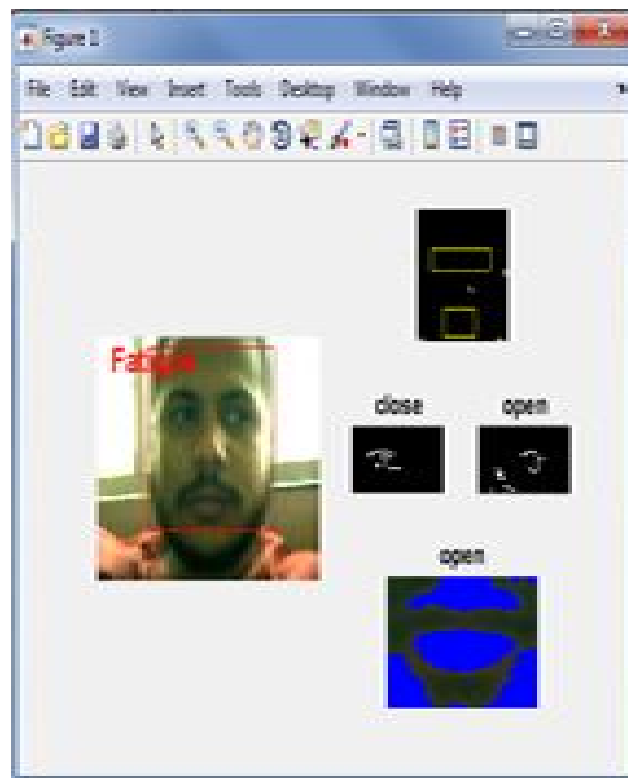 Figure 1
File Edit View Insert Tools Desktop Window Help
Fatigue
close open
open